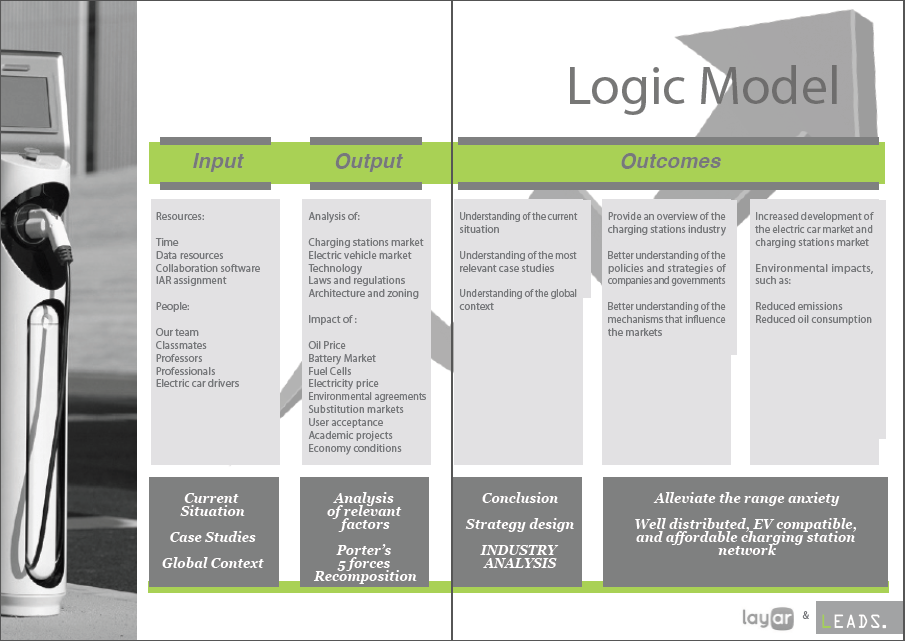 Logic Model
Input
Output
Outcomes
Resources:
Time
Data resources
Collaboration software
IAR assignment
People:
Our team
Classmates
Professors
Professionals
Electric car drivers
Analysis of:
Charging stations market
Electric vehicle market
Technology
Laws and regulations
Architecture and zoning
Impact of :
Oil Price
Battery Market
Fuel Cells
Electricity price
Environmental agreements
Substitution markets
User acceptance
Academic projects
Economy conditions
Understanding of the current
situation
Understanding of the most
relevant case studies
Understanding of the global
context
Provide an overview of the
charging stations industry
Better understanding of the
policies and strategies of
companies and governments
Better understanding of the
mechanisms that influence
the markets
Increased development of
the electric car market and
charging stations market
Environmental impacts,
such as:
Reduced emissions
Reduced oil consumption
Current
Situation
Case Studies
Global Context
Analysis
of relevant
factors
Porter's
5 forces
Recomposition
Conclusion
Strategy design
INDUSTRY
ANALYSIS
Alleviate the range anxiety
Well distributed, EV compatible,
and affordable charging station
network
layar & LEADS.